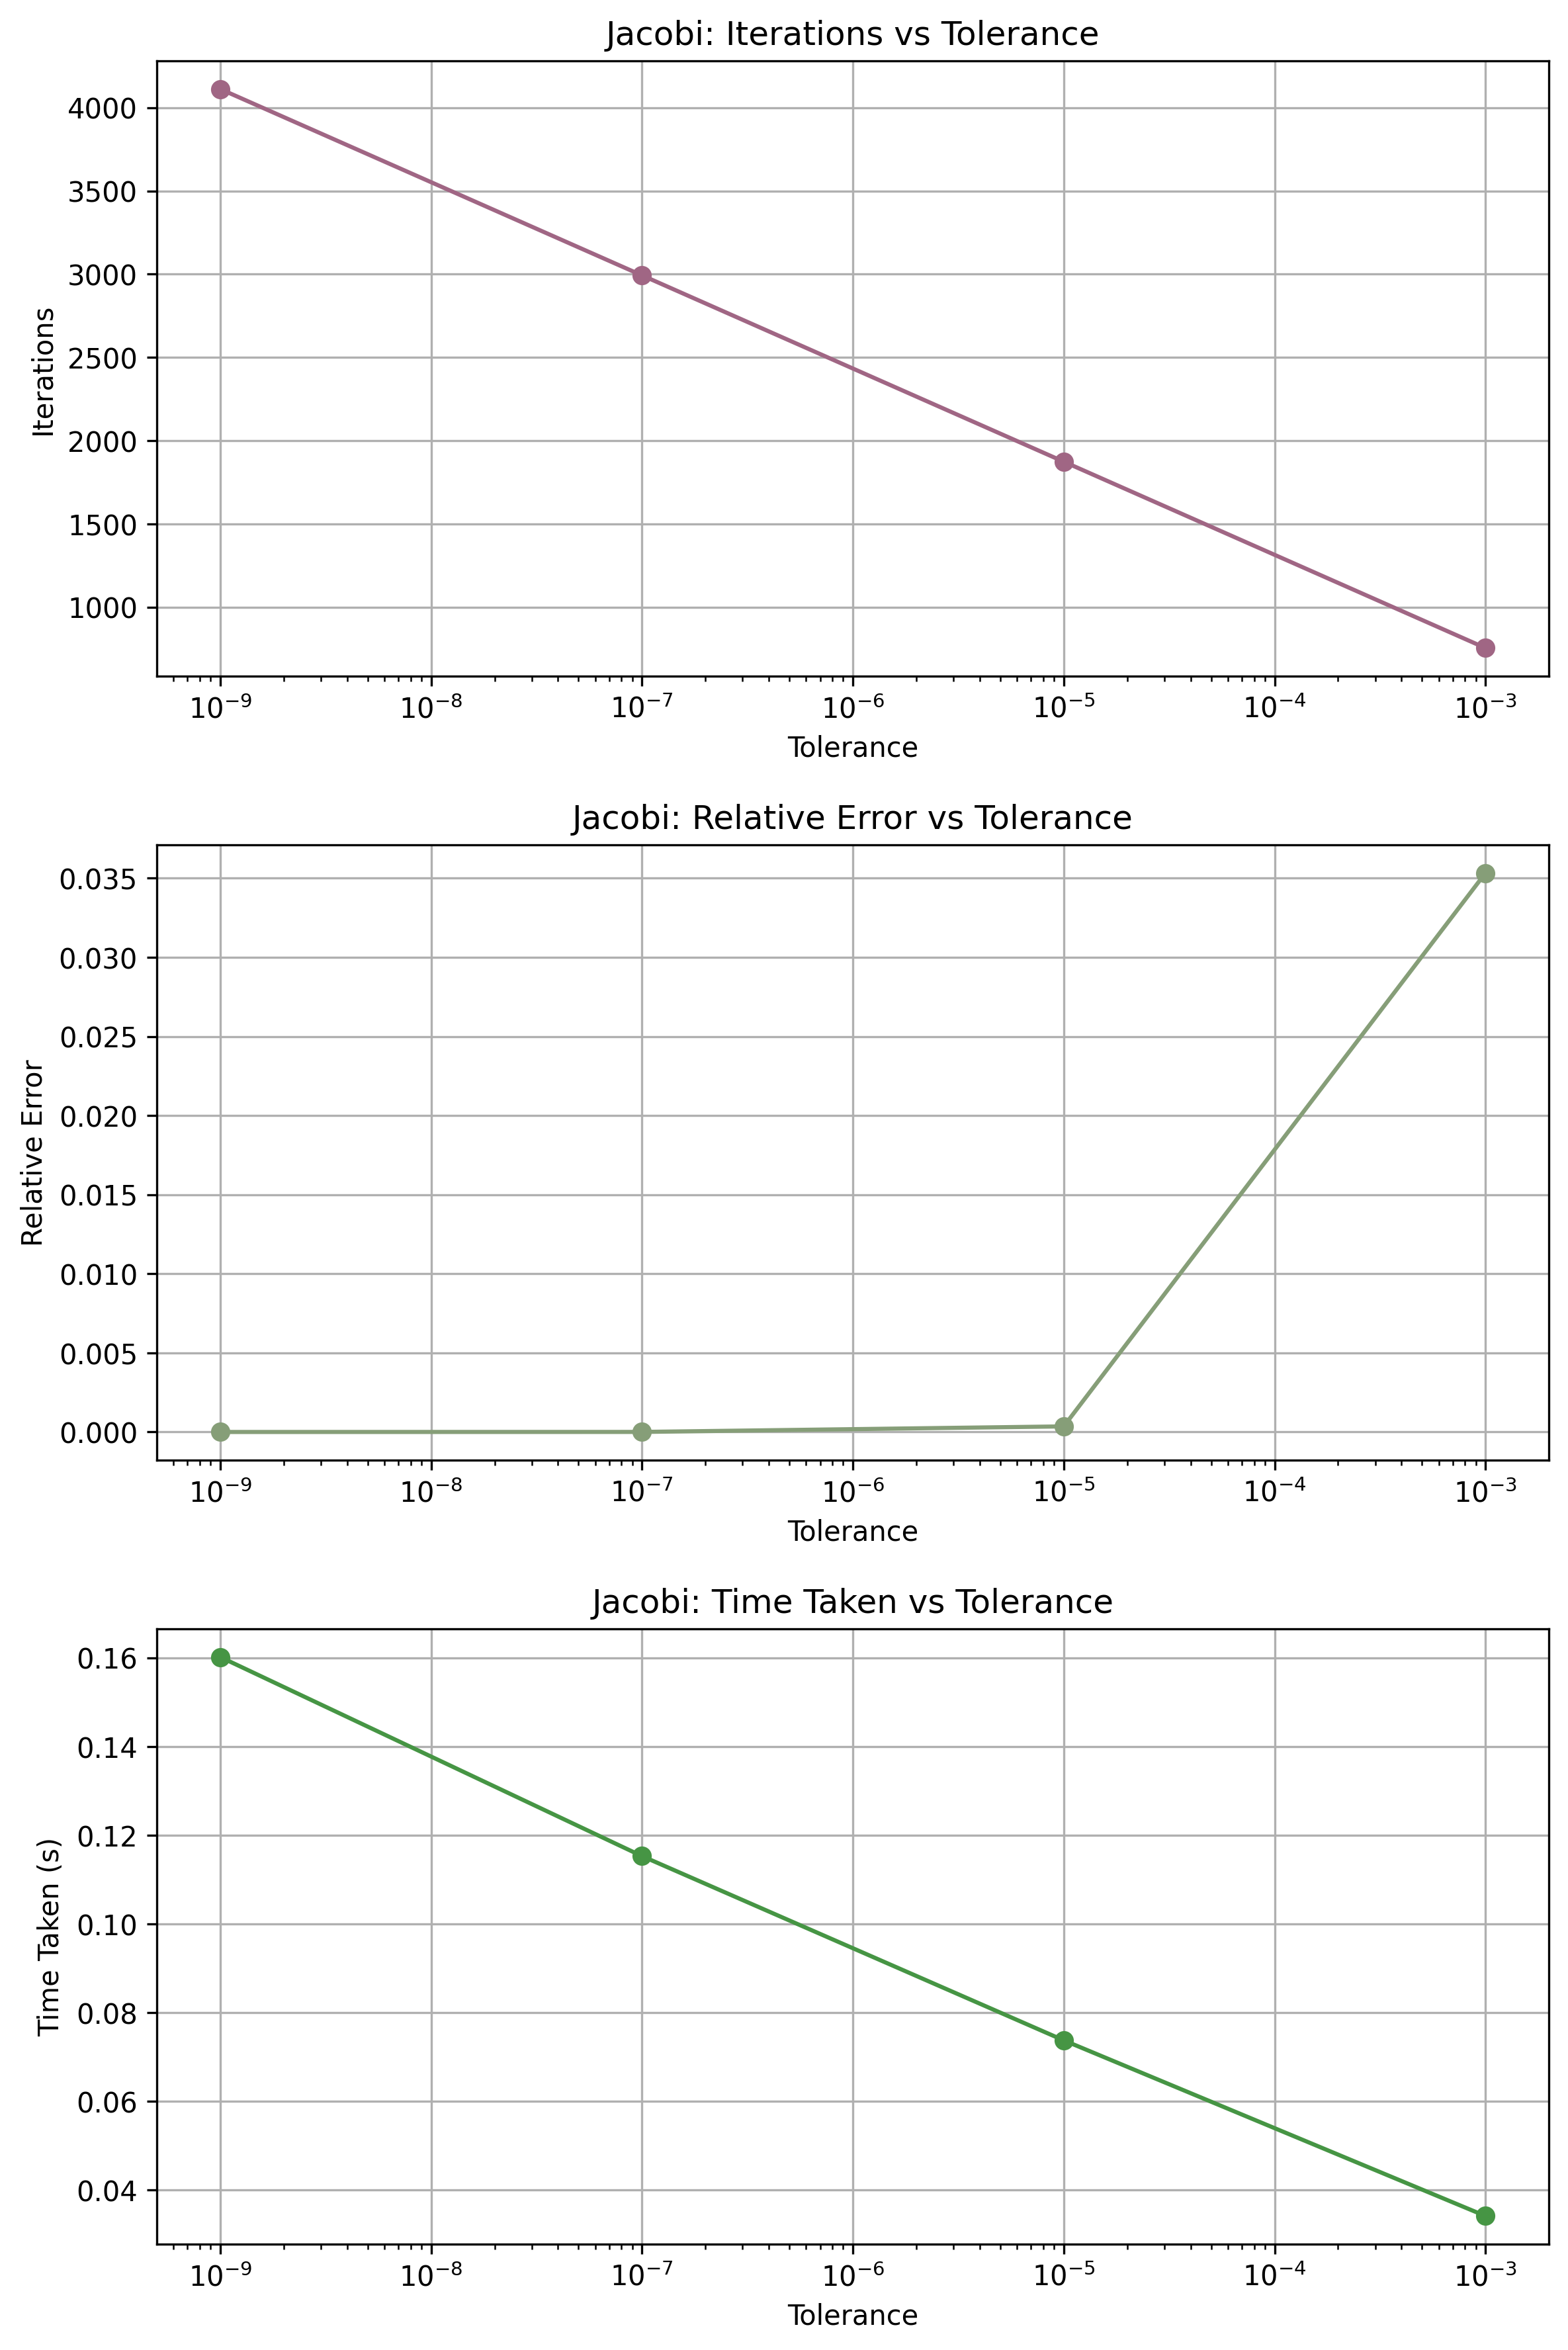 Jacobi: Iterations vs Tolerance
4000
3500
3000
2500
2000
1500
1000
Iterations
10⁻⁹ 10⁻⁸ 10⁻⁷ 10⁻⁶ 10⁻⁵ 10⁻⁴ 10⁻³
Tolerance
Jacobi: Relative Error vs Tolerance
0.035
0.030
0.025
0.020
0.015
0.010
0.005
0.000
Relative Error
10⁻⁹ 10⁻⁸ 10⁻⁷ 10⁻⁶ 10⁻⁵ 10⁻⁴ 10⁻³
Tolerance
Jacobi: Time Taken vs Tolerance
0.16
0.14
0.12
0.10
0.08
0.06
0.04
Time Taken (s)
10⁻⁹ 10⁻⁸ 10⁻⁷ 10⁻⁶ 10⁻⁵ 10⁻⁴ 10⁻³
Tolerance